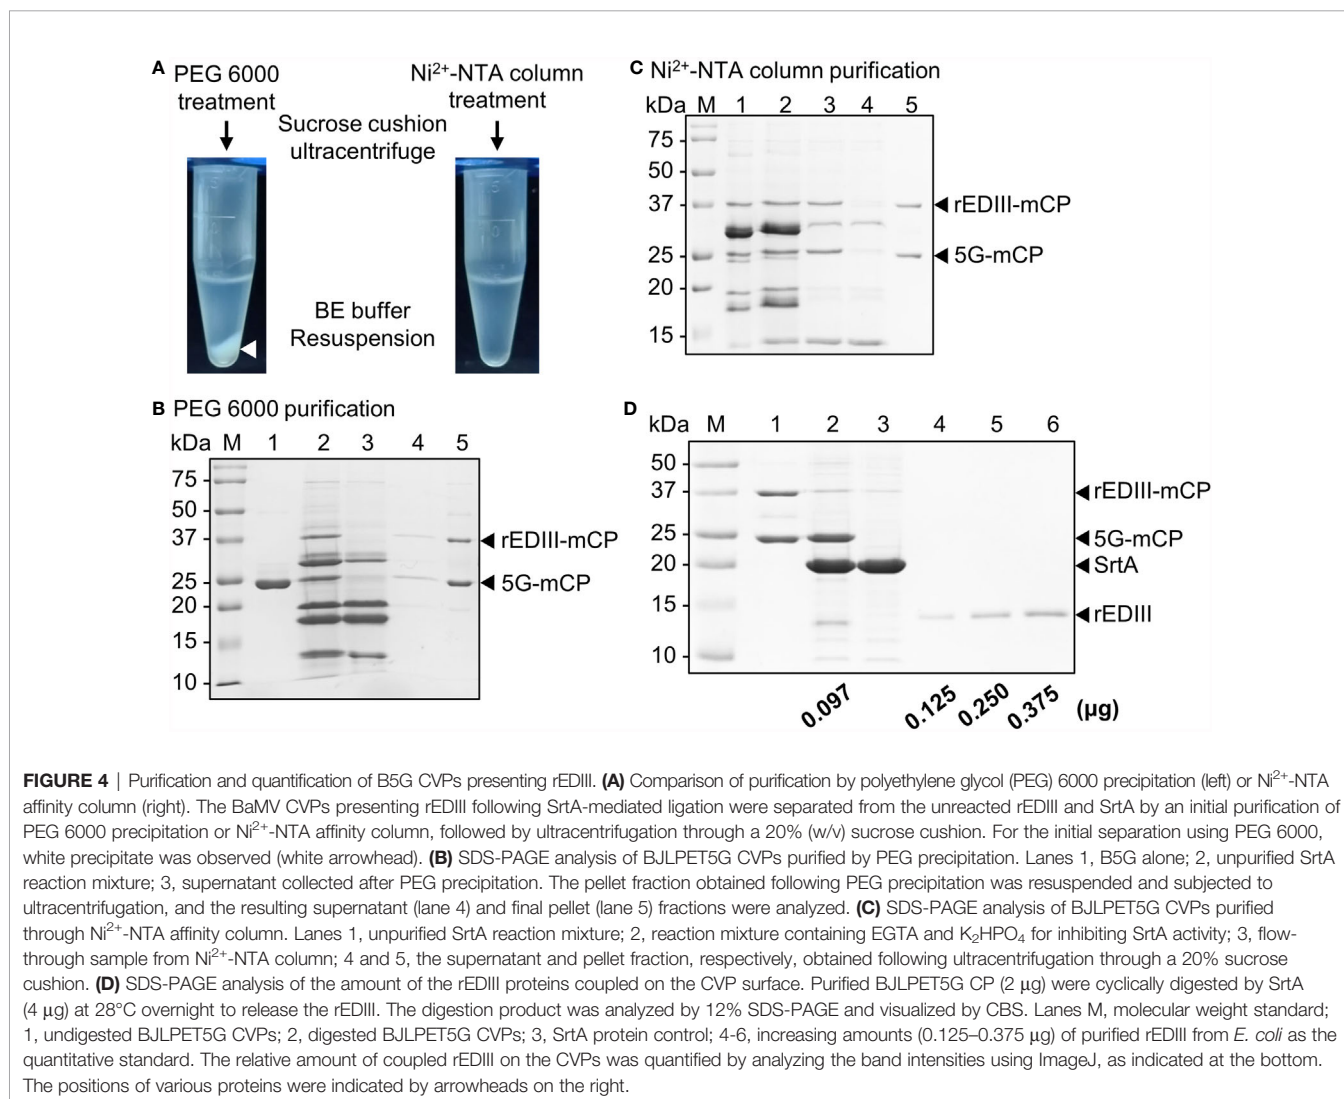 A PEG 6000 treatment
Ni²⁺-NTA column treatment
Sucrose cushion ultracentrifuge
BE buffer Resuspension
B PEG 6000 purification
kDa M 1 2 3 4 5
75
50
37
25
20
15
10
rEDIII-mCP
5G-mCP
C Ni²⁺-NTA column purification
kDa M 1 2 3 4 5
75
50
37
25
20
15
rEDIII-mCP
5G-mCP
D
kDa M 1 2 3 4 5 6
50
37
25
20
15
10
rEDIII-mCP
5G-mCP
SrtA
rEDIII
0.097 0.125 0.250 0.375 (µg)
FIGURE 4 | Purification and quantification of B5G CVPs presenting rEDIII. (A) Comparison of purification by polyethylene glycol (PEG) 6000 precipitation (left) or Ni²⁺-NTA
affinity column (right). The BaMV CVPs presenting rEDIII following SrtA-mediated ligation were separated from the unreacted rEDIII and SrtA by an initial purification of
PEG 6000 precipitation or Ni²⁺-NTA affinity column, followed by ultracentrifugation through a 20% (w/v) sucrose cushion. For the initial separation using PEG 6000,
white precipitate was observed (white arrowhead). (B) SDS-PAGE analysis of BJLPET5G CVPs purified by PEG precipitation. Lanes 1, B5G alone; 2, unpurified SrtA
reaction mixture; 3, supernatant collected after PEG precipitation. The pellet fraction obtained following PEG precipitation was resuspended and subjected to
ultracentrifugation, and the resulting supernatant (lane 4) and final pellet (lane 5) fractions were analyzed. (C) SDS-PAGE analysis of BJLPET5G CVPs purified
through Ni²⁺-NTA affinity column. Lanes 1, unpurified SrtA reaction mixture; 2, reaction mixture containing EGTA and K₂HPO₄ for inhibiting SrtA activity; 3, flow-
through sample from Ni²⁺-NTA column; 4 and 5, the supernatant and pellet fraction, respectively, obtained following ultracentrifugation through a 20% sucrose
cushion. (D) SDS-PAGE analysis of the amount of the rEDIII proteins coupled on the CVP surface. Purified BJLPET5G CP (2 µg) were cyclically digested by SrtA
(4 µg) at 28°C overnight to release the rEDIII. The digestion product was analyzed by 12% SDS-PAGE and visualized by CBS. Lanes M, molecular weight standard;
1, undigested BJLPET5G CVPs; 2, digested BJLPET5G CVPs; 3, SrtA protein control; 4-6, increasing amounts (0.125–0.375 µg) of purified rEDIII from E. coli as the
quantitative standard. The relative amount of coupled rEDIII on the CVPs was quantified by analyzing the band intensities using ImageJ, as indicated at the bottom.
The positions of various proteins were indicated by arrowheads on the right.